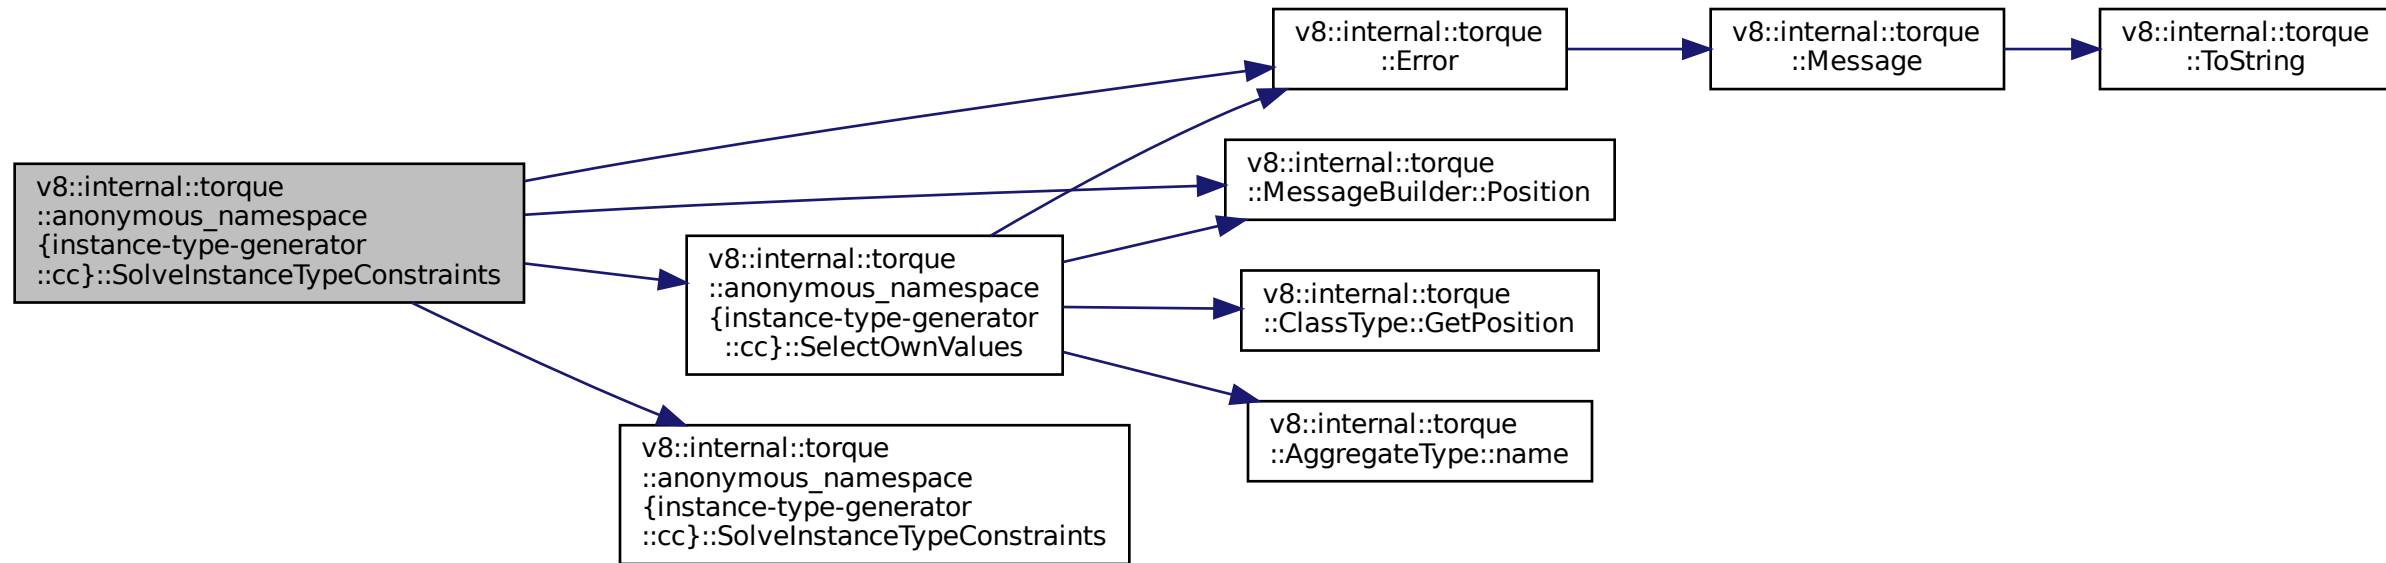 v8::internal::torque
::anonymous_namespace
{instance-type-generator
::cc}::SolveInstanceTypeConstraints
v8::internal::torque
::Error
v8::internal::torque
::Message
v8::internal::torque
::ToString
v8::internal::torque
::MessageBuilder::Position
v8::internal::torque
::anonymous_namespace
{instance-type-generator
::cc}::SelectOwnValues
v8::internal::torque
::ClassType::GetPosition
v8::internal::torque
::AggregateType::name
v8::internal::torque
::anonymous_namespace
{instance-type-generator
::cc}::SolveInstanceTypeConstraints